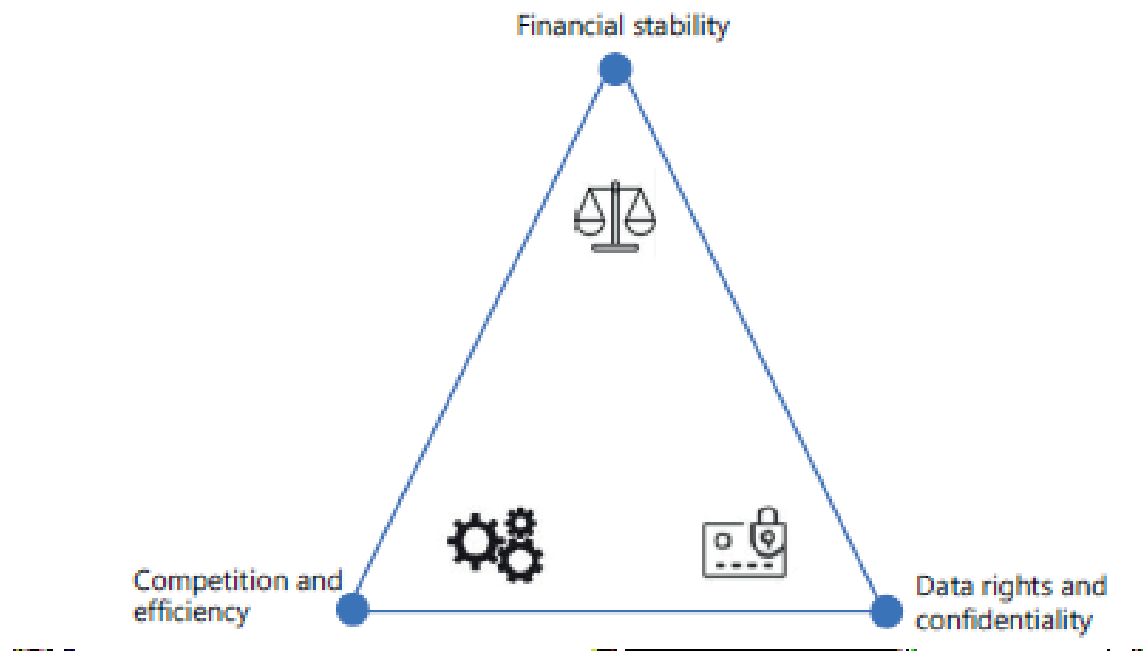 Financial stability
Competition and
efficiency
Data rights and
confidentiality